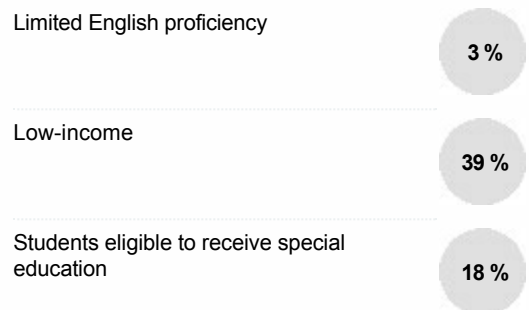 Limited English proficiency
3 %
Low-income
39 %
Students eligible to receive special
education
18 %